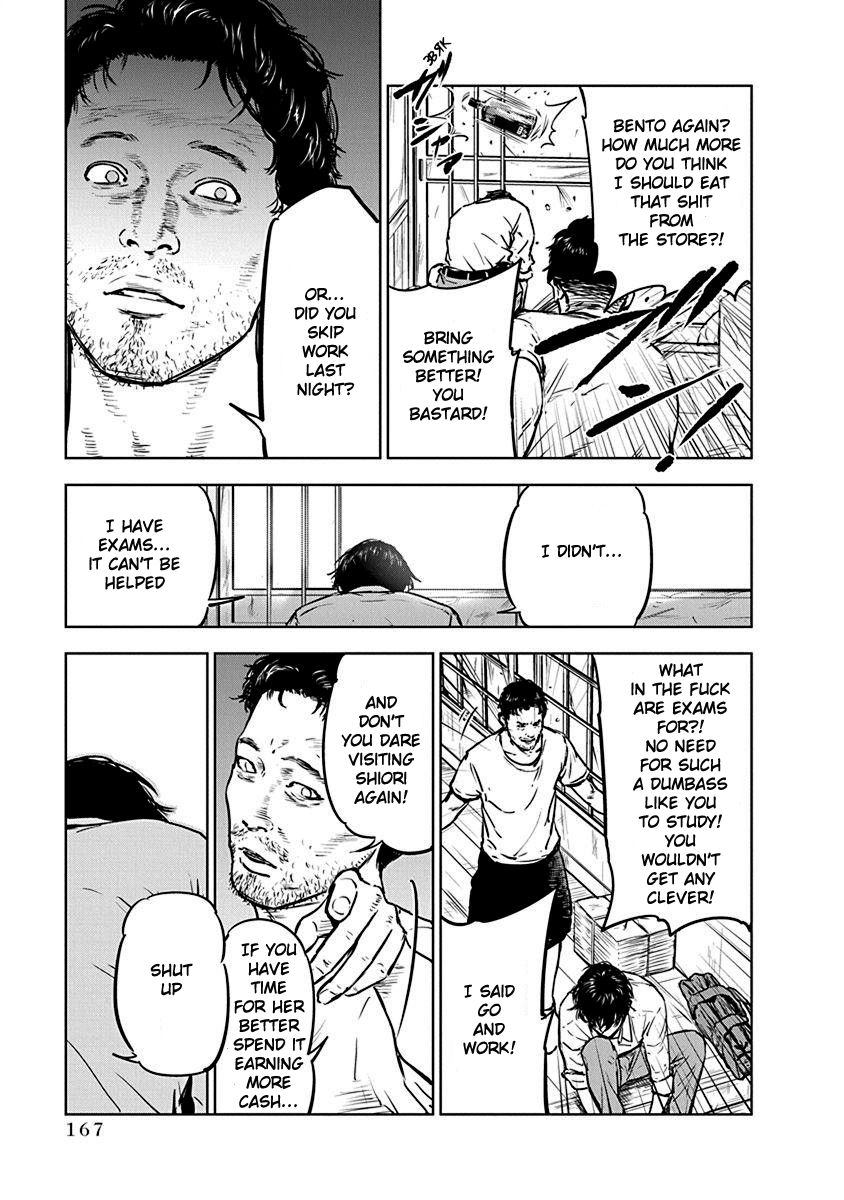 BENTO AGAIN?
HOW MUCH MORE
DO YOU THINK
I SHOULD EAT
THAT SHIT
FROM
THE STORE?!
BRING
SOMETHING
BETTER!
YOU
BASTARD!
ЗВЯК
OR...
DID YOU
SKIP
WORK
LAST
NIGHT?
I DIDN'T...
I HAVE
EXAMS...
IT CAN'T BE
HELPED
WHAT
IN THE FUCK
ARE EXAMS
FOR?!
NO NEED
FOR SUCH
A DUMBASS
LIKE YOU
TO STUDY!
YOU
WOULDN'T
GET ANY
CLEVER!
I SAID
GO
AND
WORK!
AND
DON'T
YOU DARE
VISITING
SHIORI
AGAIN!
IF YOU
HAVE
TIME
FOR HER
BETTER
SPEND IT
EARNING
MORE
CASH...
SHUT
UP
167